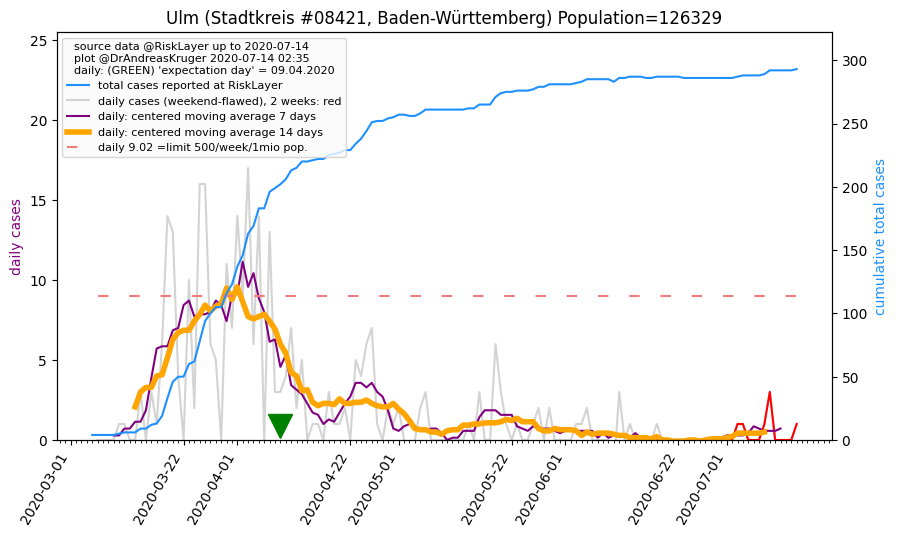 Ulm (Stadtkreis #08421, Baden-Württemberg) Population=126329
source data @RiskLayer up to 2020-07-14
plot @DrAndreasKruger 2020-07-14 02:35
daily: (GREEN) 'expectation day' = 09.04.2020
total cases reported at RiskLayer
daily cases (weekend-flawed), 2 weeks: red
daily: centered moving average 7 days
daily: centered moving average 14 days
daily 9.02 =limit 500/week/1mio pop.
daily cases
25
20
15
10
5
0
cumulative total cases
300
250
200
150
100
50
0
2020-03-01
2020-03-22
2020-04-01
2020-04-22
2020-05-01
2020-05-22
2020-06-01
2020-06-22
2020-07-01